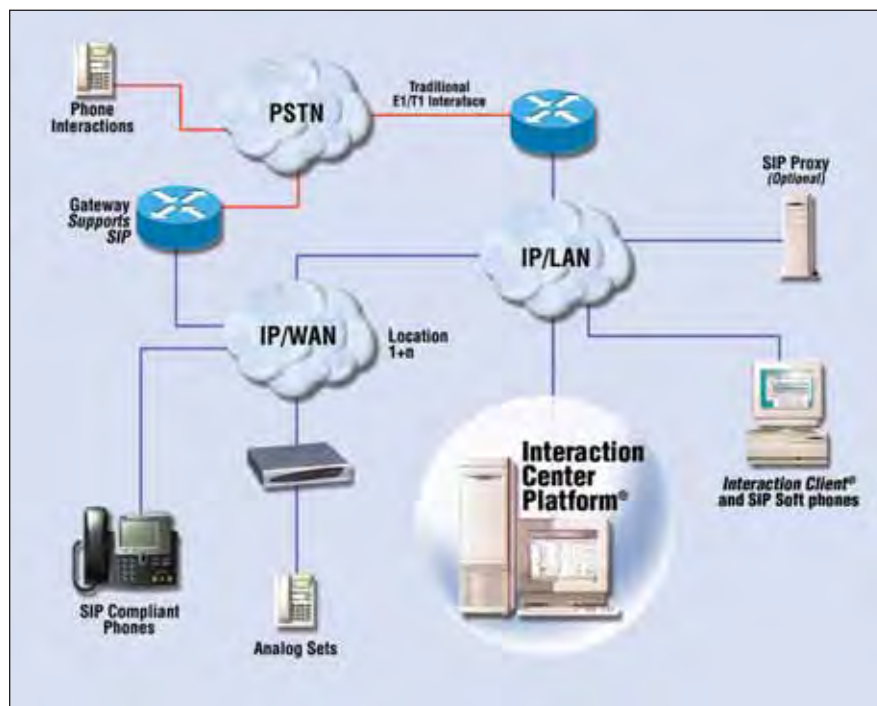 Phone
Interactions
PSTN
Traditional
E1/T1 Interaface
SIP Proxy
(Optional)
Gateway
Supports
SIP
IP/LAN
IP/WAN
Location
1+n
Interaction
Center
Platform®
Interaction Client®
and SIP Soft phones
SIP Compliant
Phones
Analog Sets